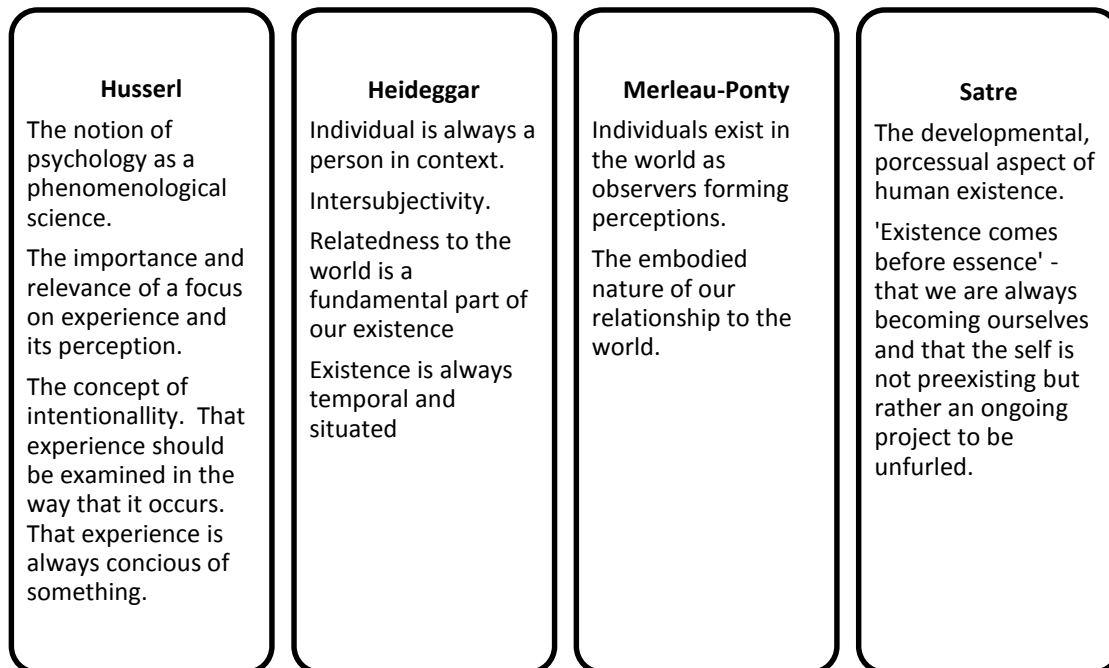 Husserl
The notion of
psychology as a
phenomenological
science.
The importance and
relevance of a focus
on experience and
its perception.
The concept of
intentionallity.  That
experience should
be examined in the
way that it occurs.
That experience is
always concious of
something.
Heideggar
Individual is always a
person in context.
Intersubjectivity.
Relatedness to the
world is a
fundamental part of
our existence
Existence is always
temporal and
situated
Merleau-Ponty
Individuals exist in
the world as
observers forming
perceptions.
The embodied
nature of our
relationship to the
world.
Satre
The developmental,
porcessual aspect of
human existence.
'Existence comes
before essence' -
that we are always
becoming ourselves
and that the self is
not preexisting but
rather an ongoing
project to be
unfurled.